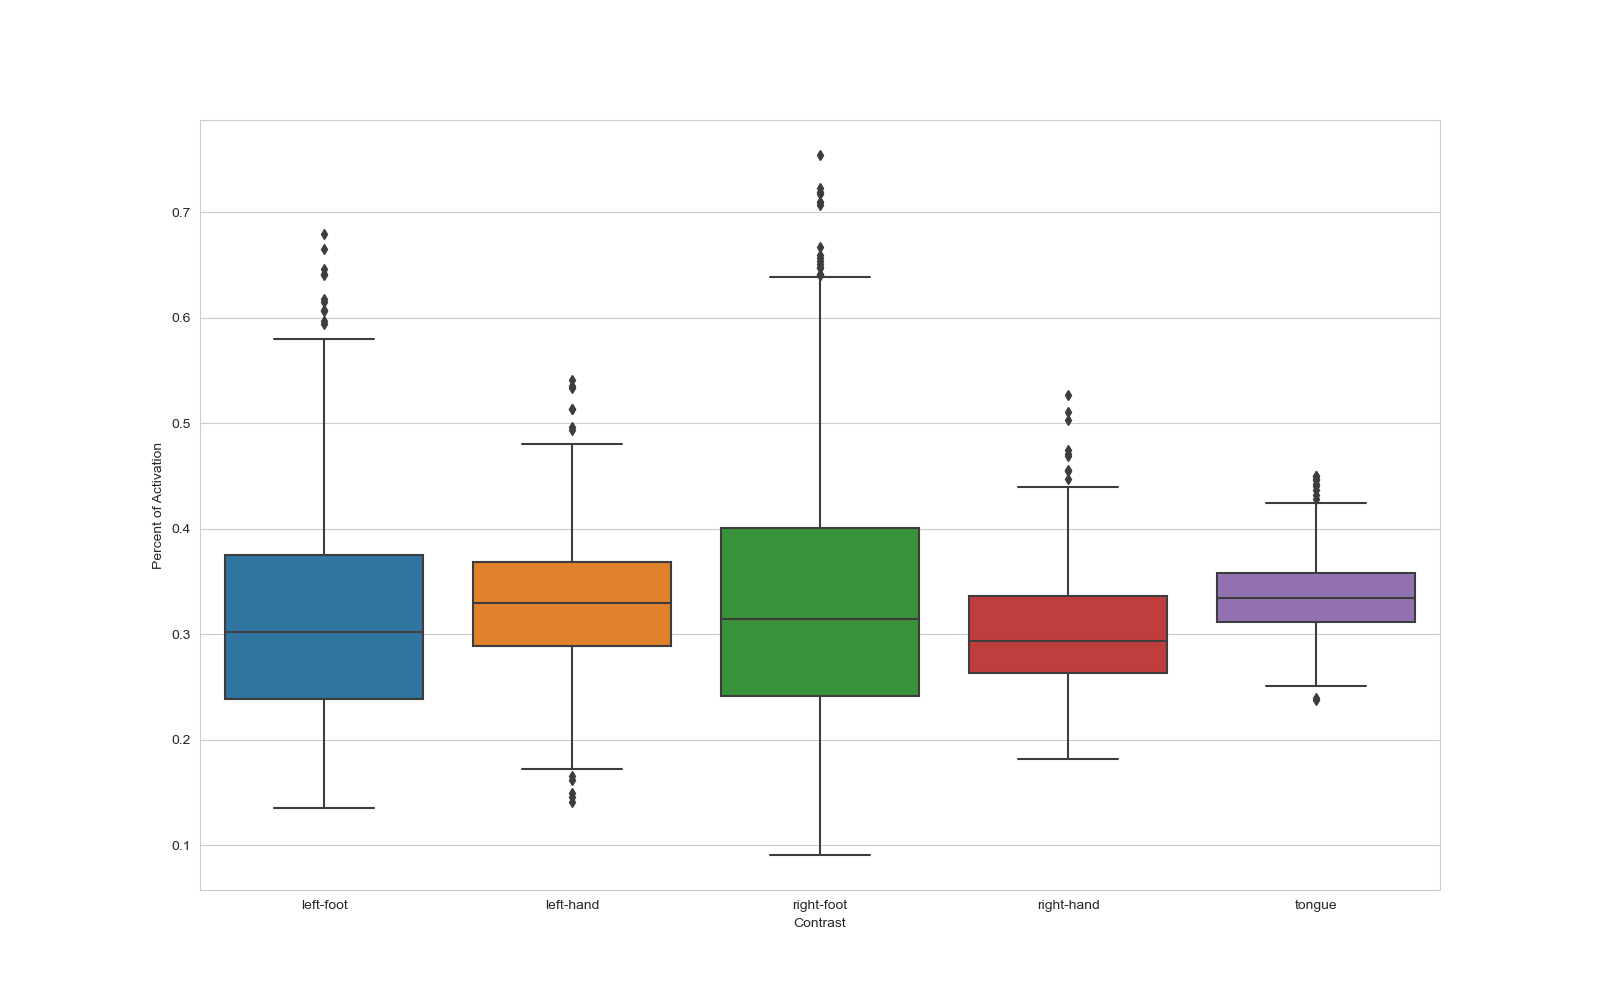 0.7
0.6
0.5
0.4
0.3
0.2
0.1
Percent of Activation
left-foot
left-hand
right-foot
right-hand
tongue
Contrast